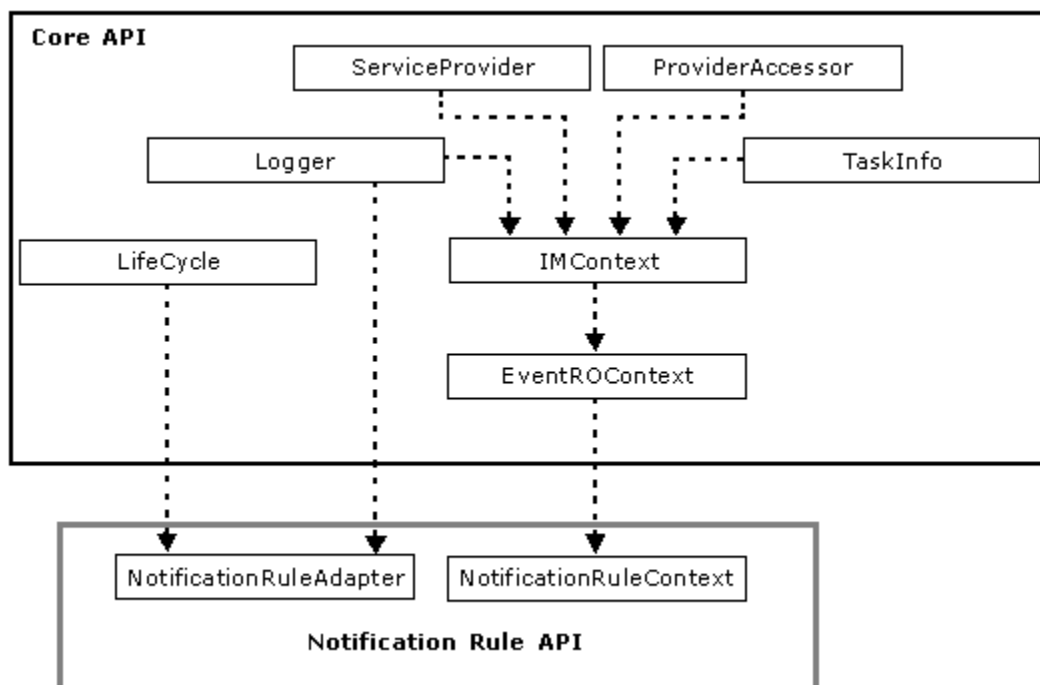 Core API
ServiceProvider
ProviderAccessor
Logger
TaskInfo
LifeCycle
IMContext
EventROContext
NotificationRuleAdapter
NotificationRuleContext
Notification Rule API